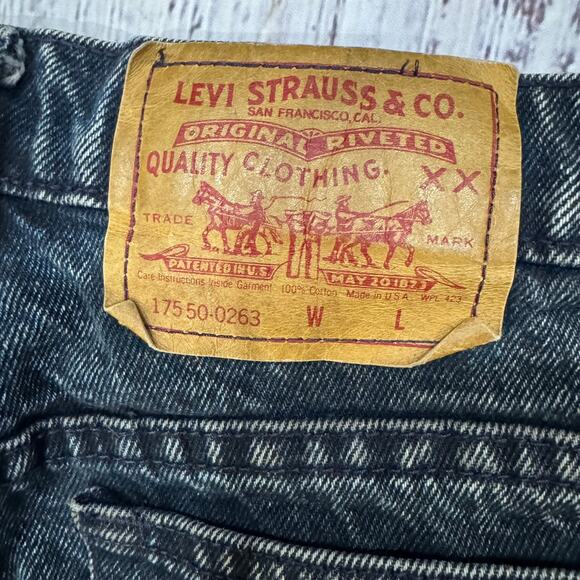 LEVI STRAUSS & CO.
SAN FRANCISCO, CAL.
ORIGINAL RIVETED
QUALITY CLOTHING. XX
TRADE MARK
PATENTED IN U.S. MAY 20 1873
Care Instructions Inside Garment 100% Cotton Made in U.S.A. WPL 423
17550-0263 W L